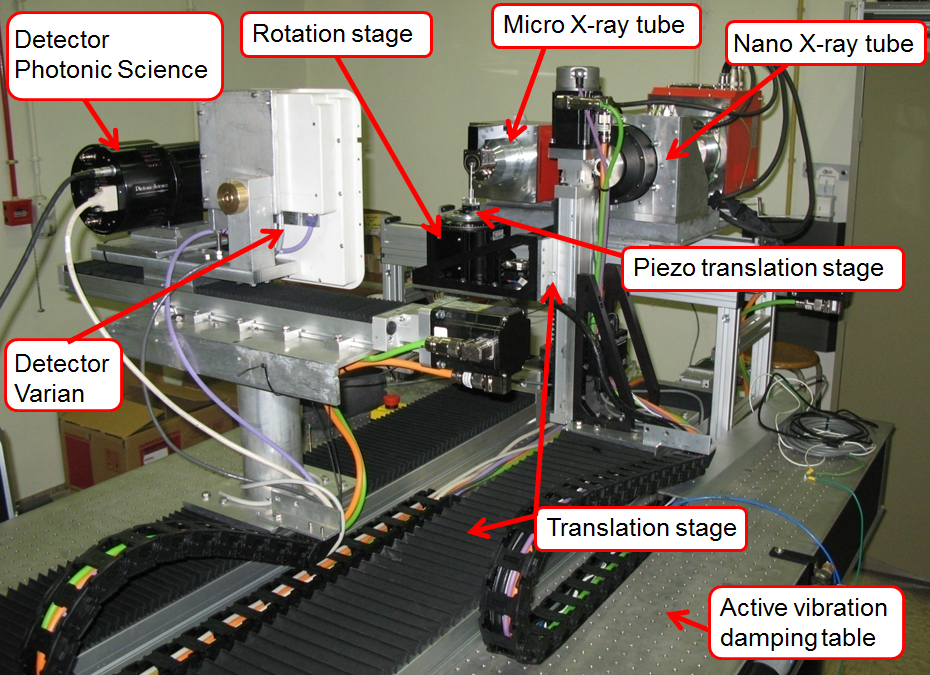 Detector
Photonic Science
Rotation stage
Micro X-ray tube
Nano X-ray tube
Photonic Science
Piezo translation stage
Detector
Varian
Translation stage
Active vibration
damping table